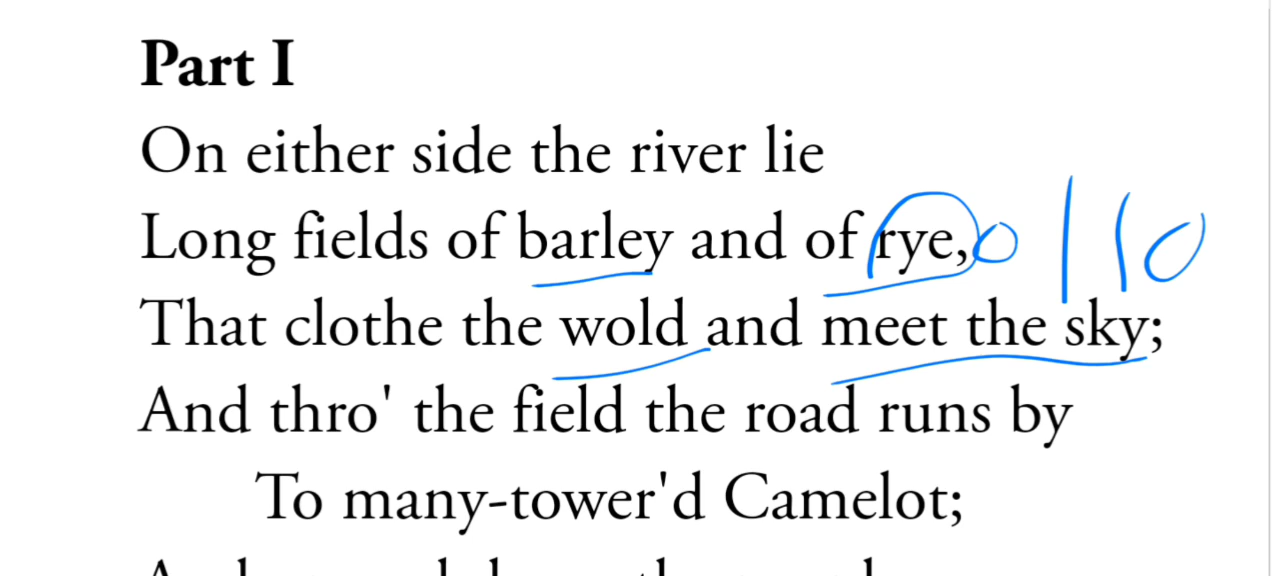 Part I
On either side the river lie
Long fields of barley and of rye,
That clothe the wold and meet the sky;
And thro' the field the road runs by
To many-tower'd Camelot;